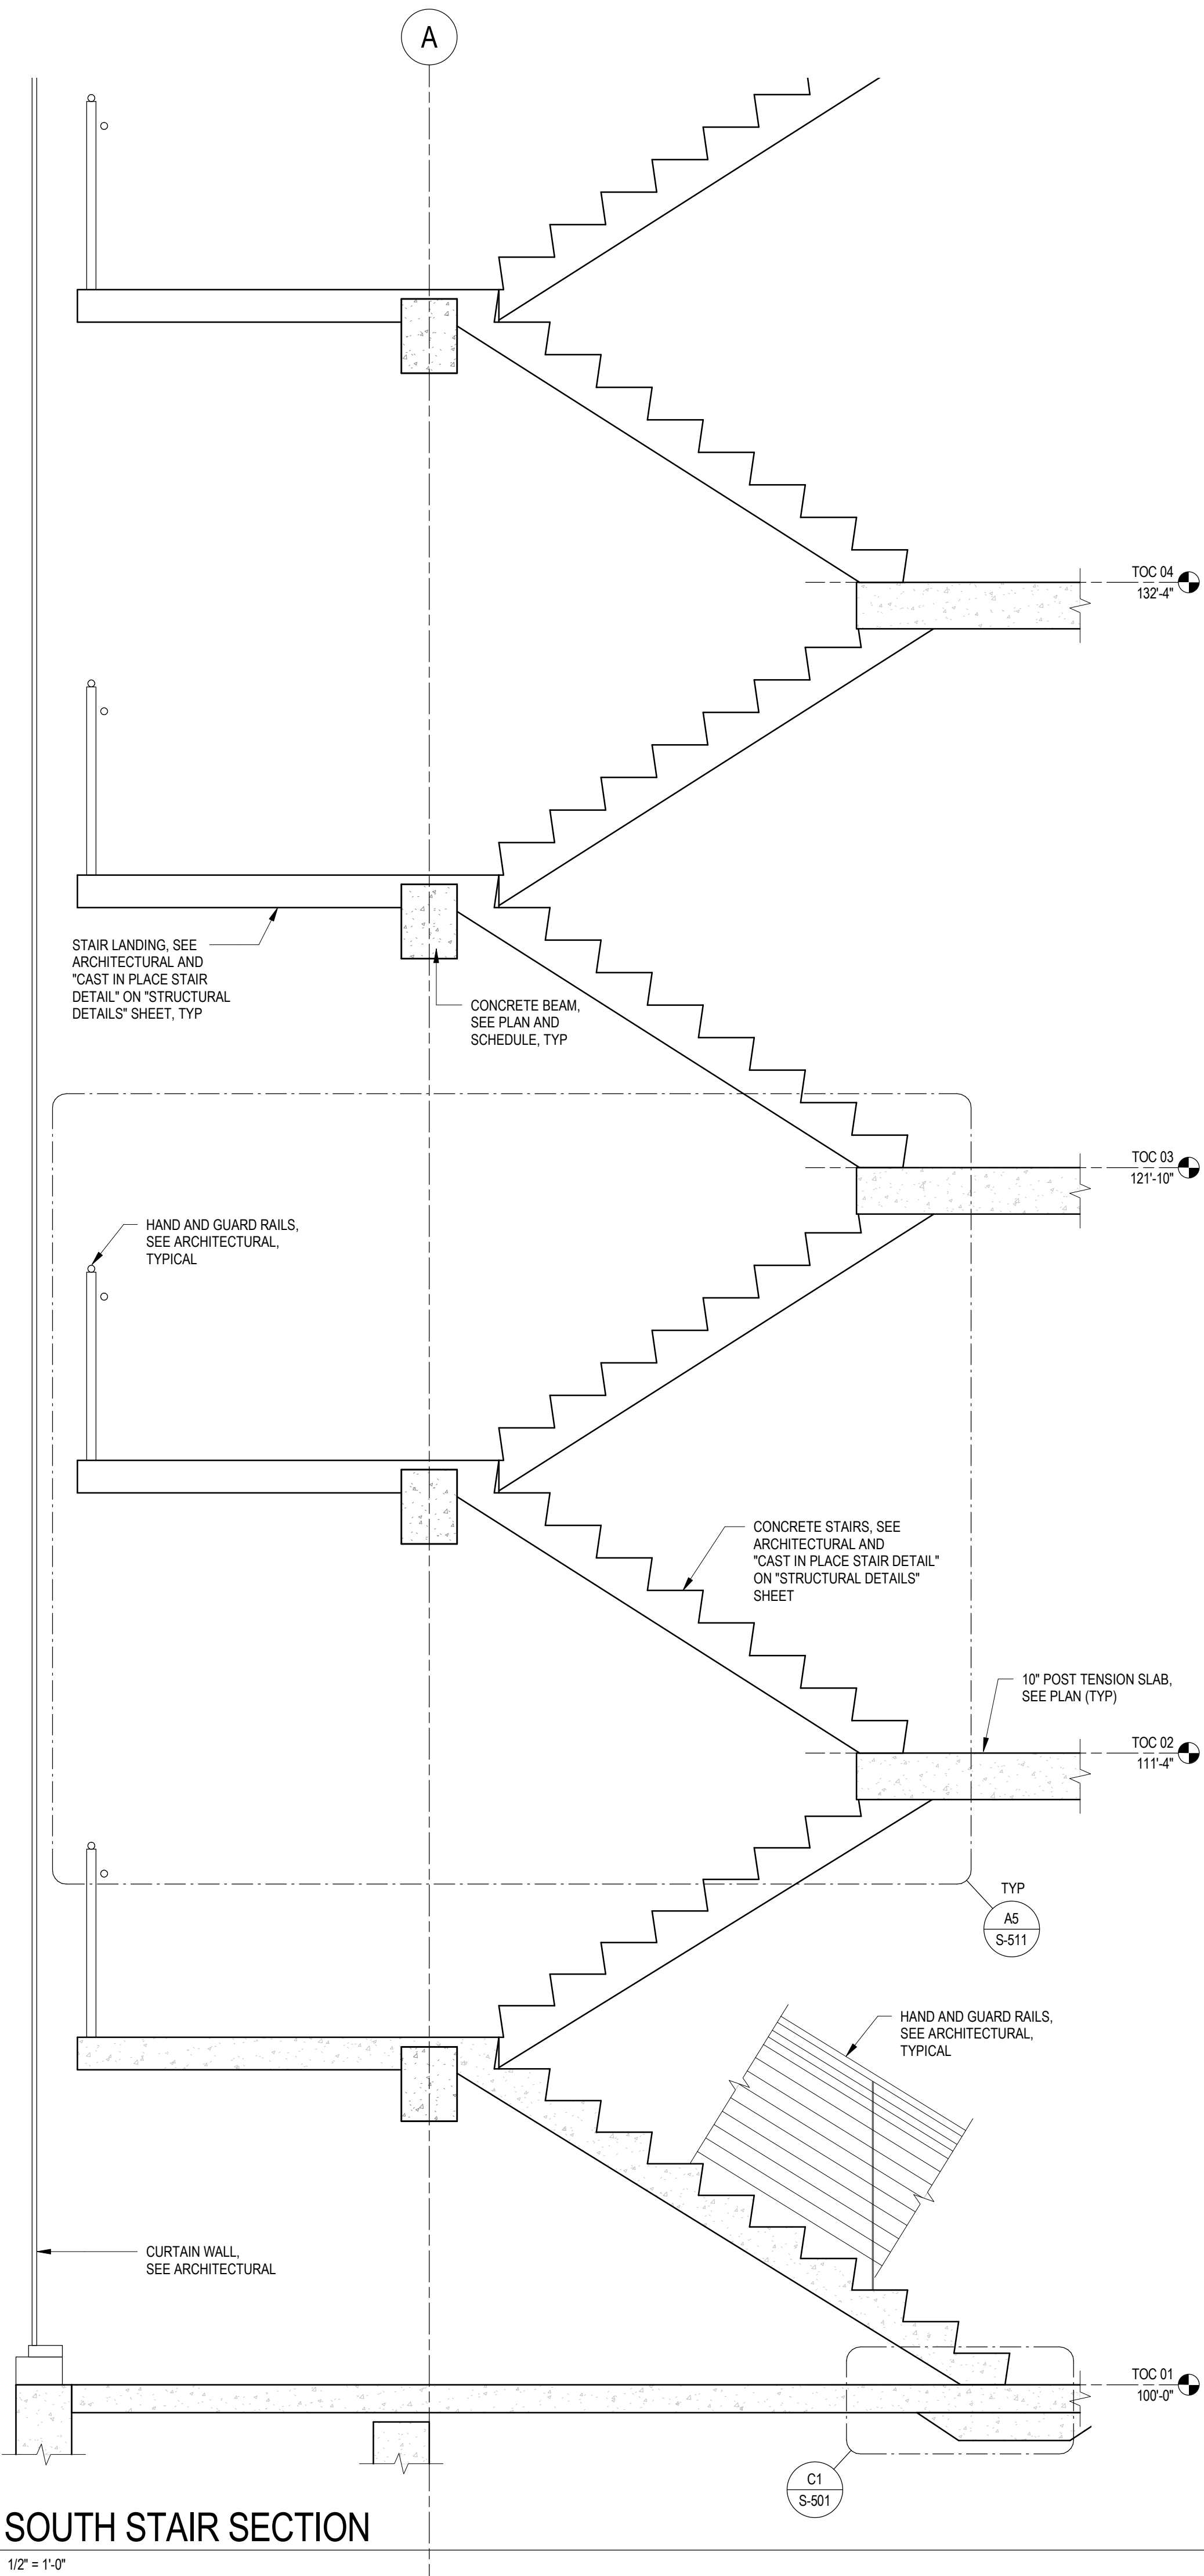 A
TOC 04
132'-4"
STAIR LANDING, SEE
ARCHITECTURAL AND
"CAST IN PLACE STAIR
DETAIL" ON "STRUCTURAL
DETAILS" SHEET, TYP
CONCRETE BEAM,
SEE PLAN AND
SCHEDULE, TYP
TOC 03
121'-10"
HAND AND GUARD RAILS,
SEE ARCHITECTURAL,
TYPICAL
CONCRETE STAIRS, SEE
ARCHITECTURAL AND
"CAST IN PLACE STAIR DETAIL"
ON "STRUCTURAL DETAILS"
SHEET
10" POST TENSION SLAB,
SEE PLAN (TYP)
TOC 02
111'-4"
TYP
A5
S-511
HAND AND GUARD RAILS,
SEE ARCHITECTURAL,
TYPICAL
CURTAIN WALL,
SEE ARCHITECTURAL
TOC 01
100'-0"
C1
S-501
SOUTH STAIR SECTION
1/2" = 1'-0"